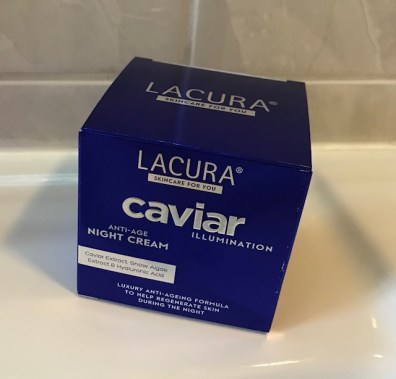 LACURA®
SKINCARE FOR YOU
LACURA®
SKINCARE FOR YOU
caviar
ILLUMINATION
ANTI-AGE
NIGHT CREAM
Caviar Extract, Snow Algae
Extract & Hyaluronic Acid
LUXURY ANTI-AGEING FORMULA
TO HELP REGENERATE SKIN
DURING THE NIGHT